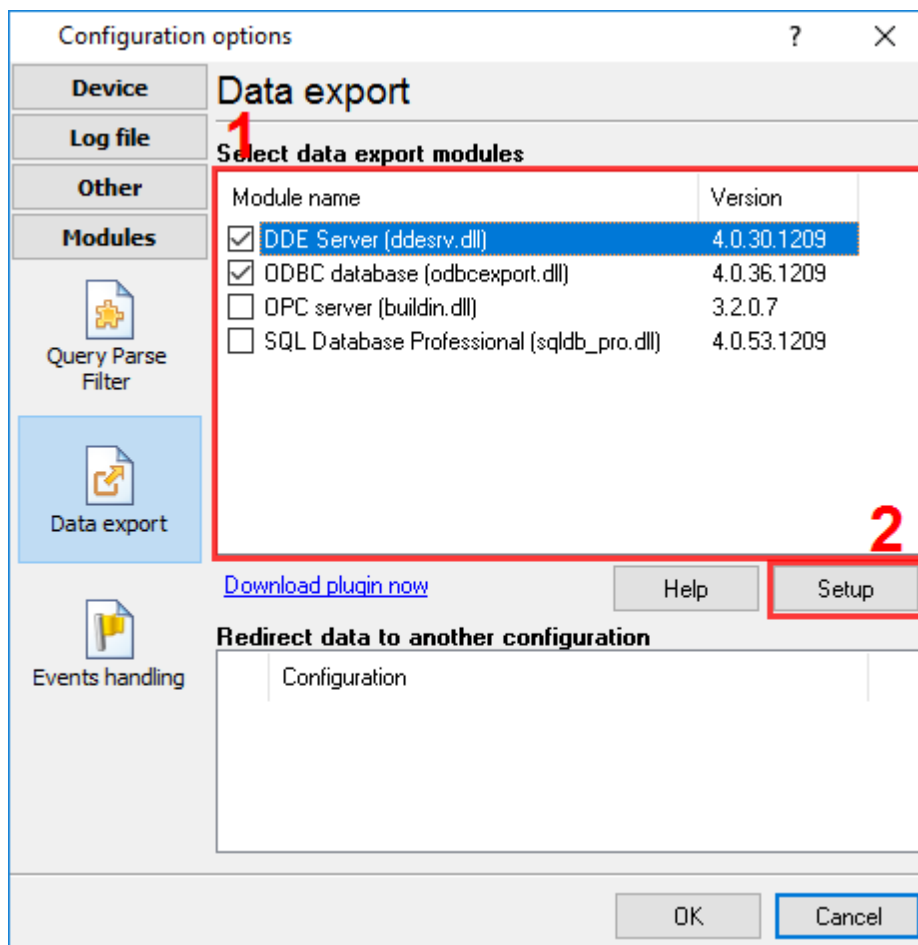 Configuration options ?
Device
Log file
Other
Modules
Query Parse
Filter
Data export
Events handling
Data export
1
Select data export modules
Module name Version
DDE Server (ddesrv.dll) 4.0.30.1209
ODBC database (odbcexport.dll) 4.0.36.1209
OPC server (buildin.dll) 3.2.0.7
SQL Database Professional (sqldb_pro.dll) 4.0.53.1209
2
Download plugin now Help Setup
Redirect data to another configuration
Configuration
OK Cancel